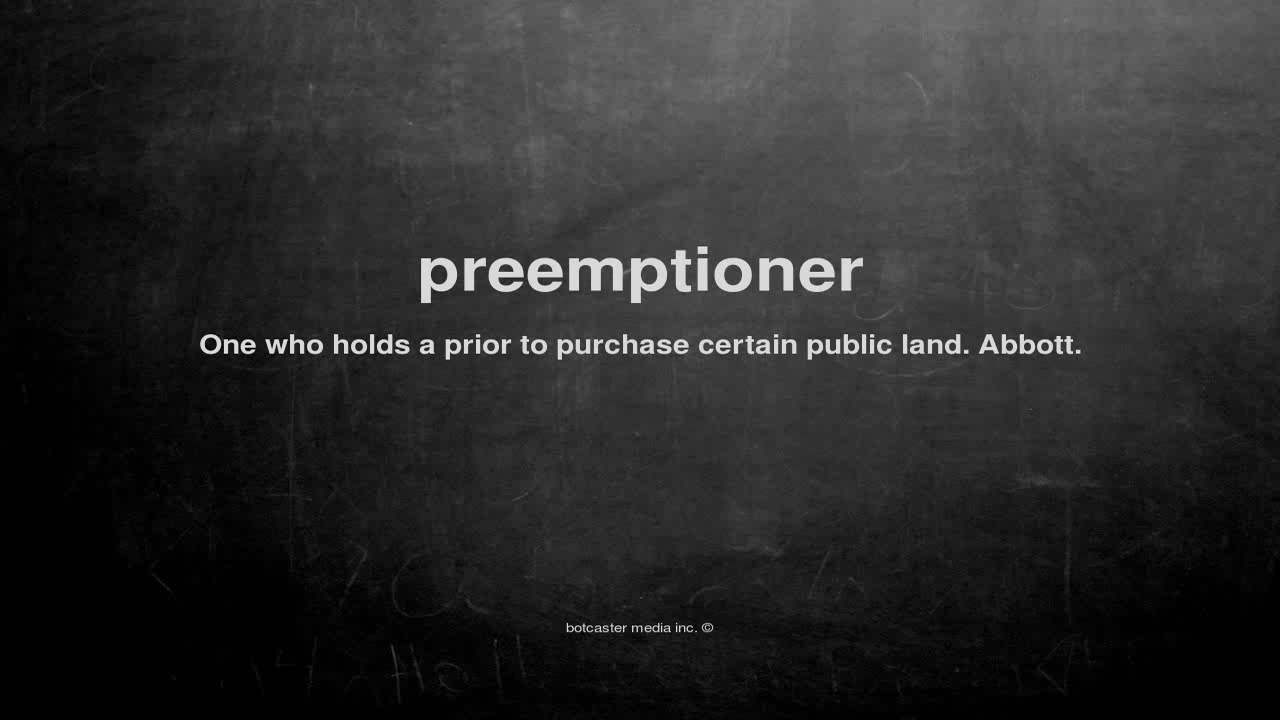 preemptioner
One who holds a prior to purchase certain public land. Abbott.
botcaster media inc. ©